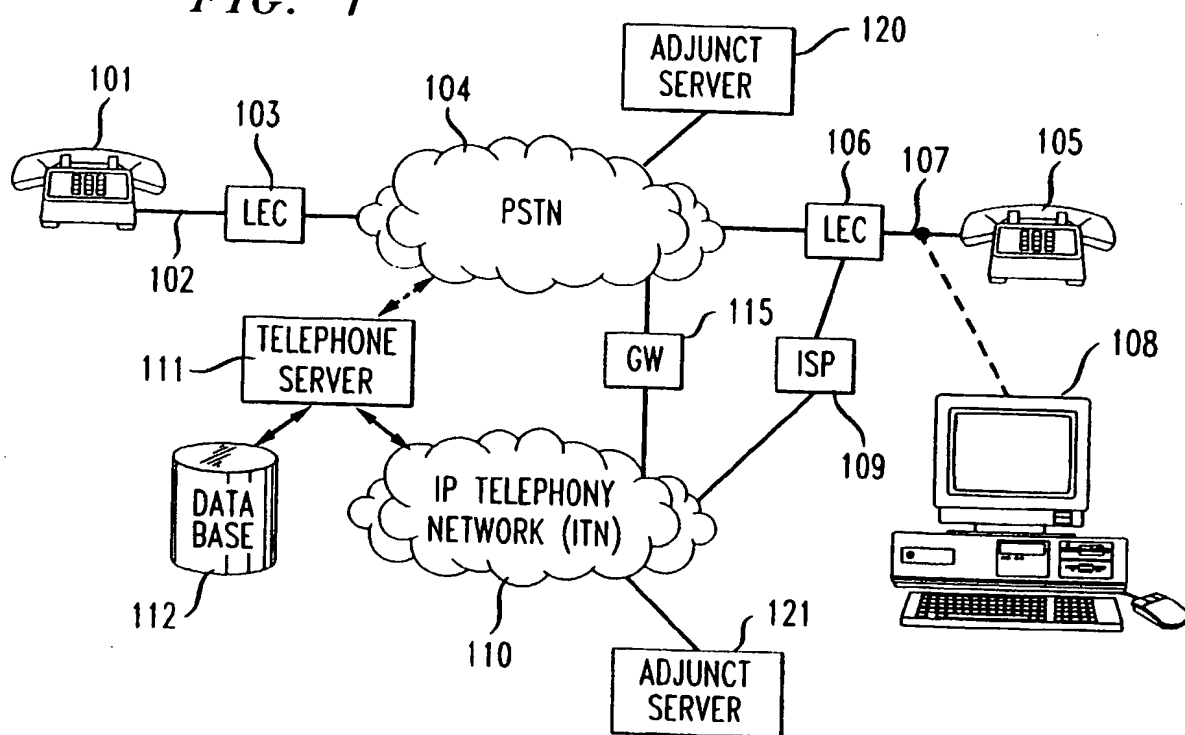 FIG. 1
ADJUNCT
SERVER
120
101
103
104
106
107
105
LEC
PSTN
LEC
102
115
TELEPHONE
SERVER
111
GW
ISP
108
109
DATA
BASE
IP TELEPHONY
NETWORK (ITN)
112
110
121
ADJUNCT
SERVER